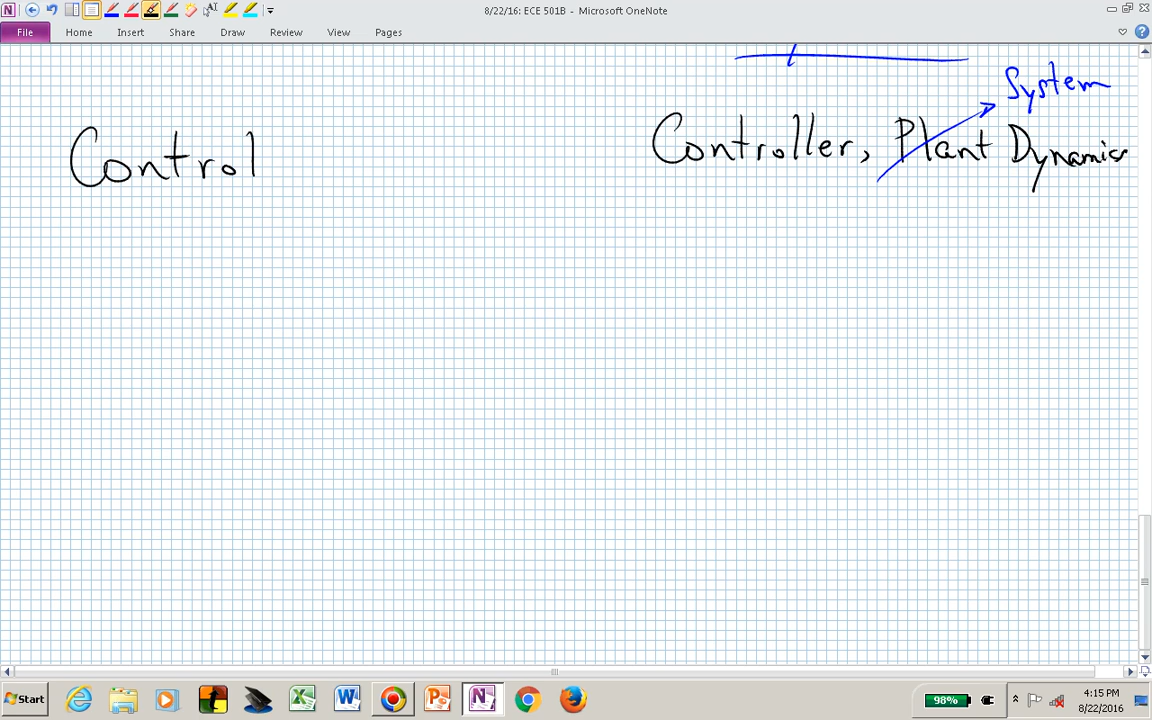 8/22/16: ECE 501B - Microsoft OneNote
File Home Insert Share Draw Review View Pages
System
Control
Controller, Plant Dynamics
Start
98%
4:15 PM
8/22/2016